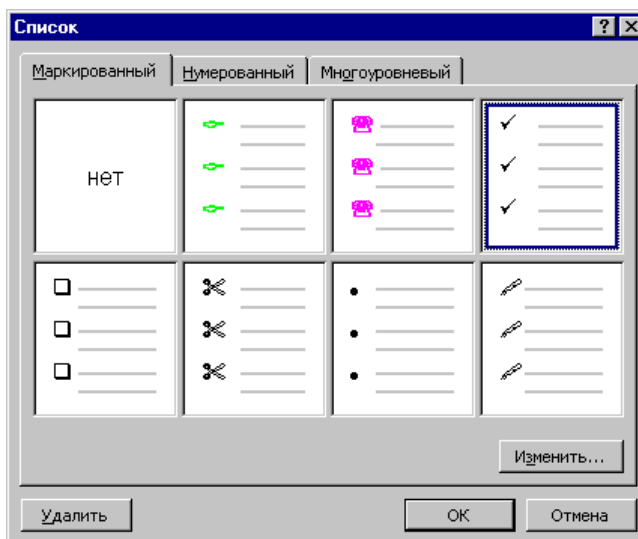 Список
Маркированный Нумерованный Многоуровневый
нет
Изменить...
Удалить ОК Отмена